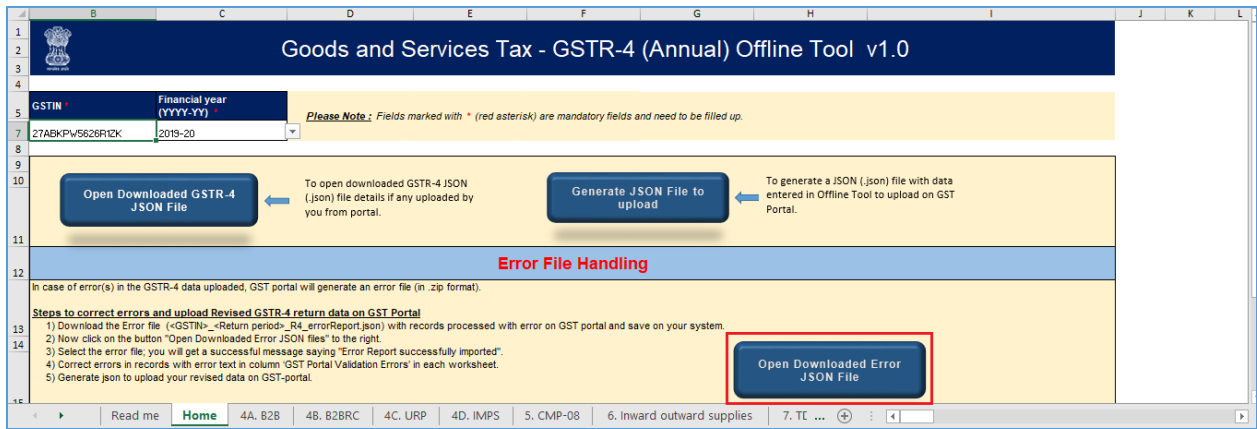 B C D E F G H I J K L
1
2
3
4
5
7
8
9
10
11
12
13
14
15
Goods and Services Tax - GSTR-4 (Annual) Offline Tool v1.0
GSTIN *
Financial year
(YYYY-YY) *
Please Note : Fields marked with * (red asterisk) are mandatory fields and need to be filled up.
27ABKPW5626R1ZK
2019-20
Open Downloaded GSTR-4
JSON File
To open downloaded GSTR-4 JSON
(.json) file details if any uploaded by
you from portal.
Generate JSON File to
upload
To generate a JSON (.json) file with data
entered in Offline Tool to upload on GST
Portal.
Error File Handling
In case of error(s) in the GSTR-4 data uploaded, GST portal will generate an error file (in .zip format).
Steps to correct errors and upload Revised GSTR-4 return data on GST Portal
1) Download the Error file (<GSTIN>_<Return period>_R4_errorReport.json) with records processed with error on GST portal and save on your system.
2) Now click on the button "Open Downloaded Error JSON files" to the right.
3) Select the error file; you will get a successful message saying "Error Report successfully imported".
4) Correct errors in records with error text in column 'GST Portal Validation Errors' in each worksheet.
5) Generate json to upload your revised data on GST-portal.
Open Downloaded Error
JSON File
Read me Home 4A. B2B 4B. B2BRC 4C. URP 4D. IMPS 5. CMP-08 6. Inward outward supplies 7. TD ...